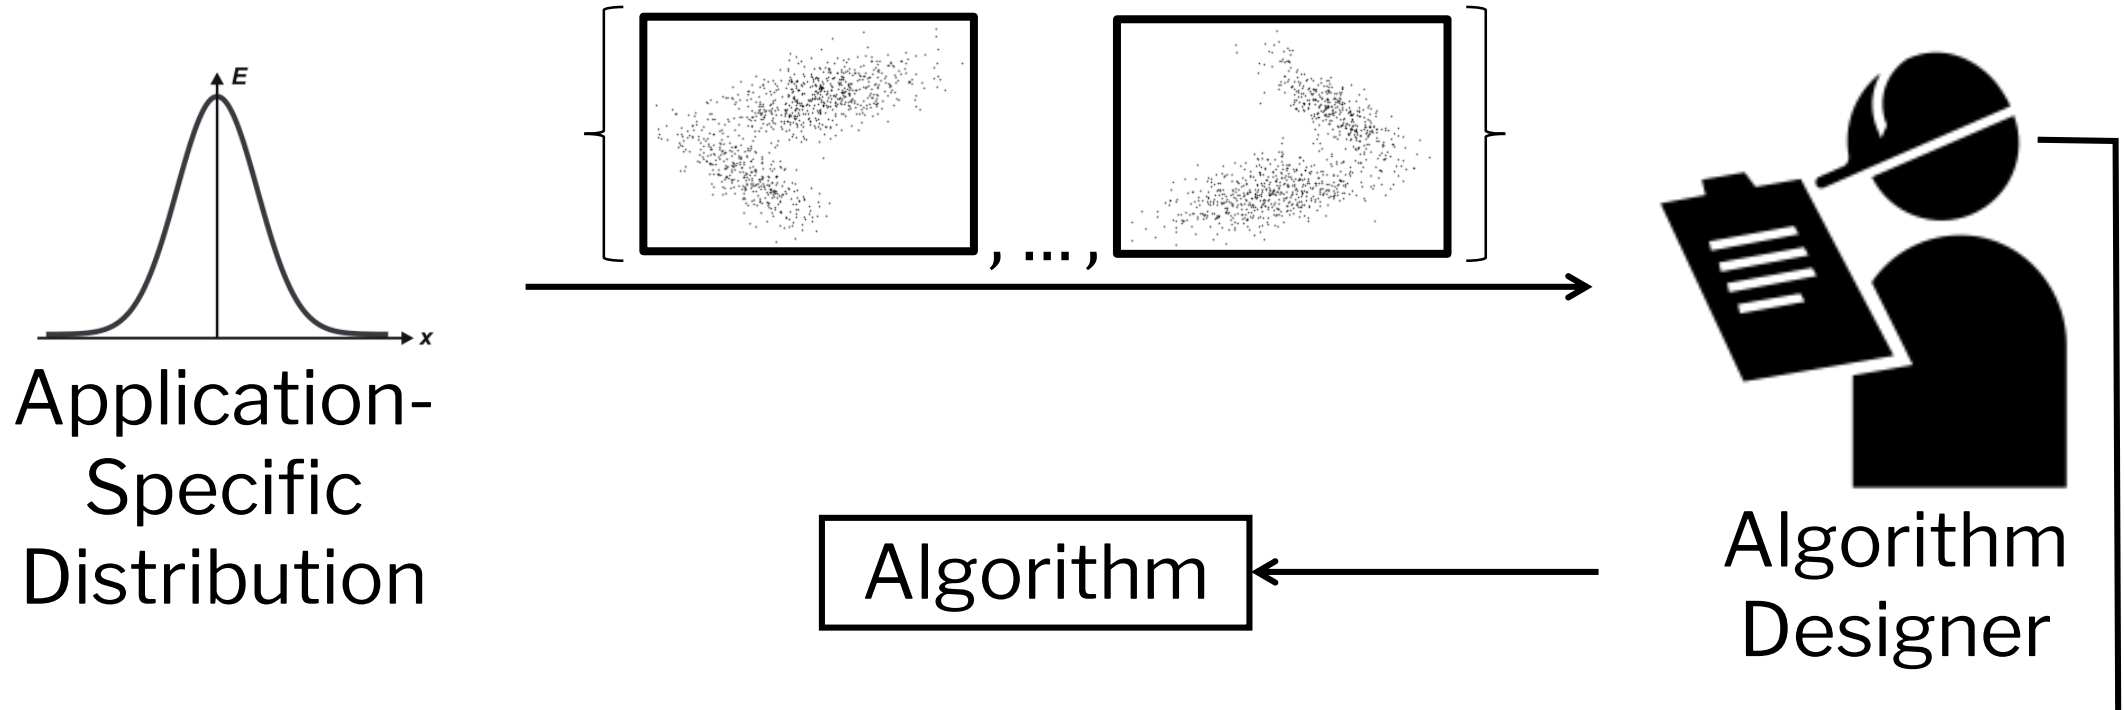 E
x
Application-
Specific
Distribution
, ... ,
Algorithm
Algorithm
Designer